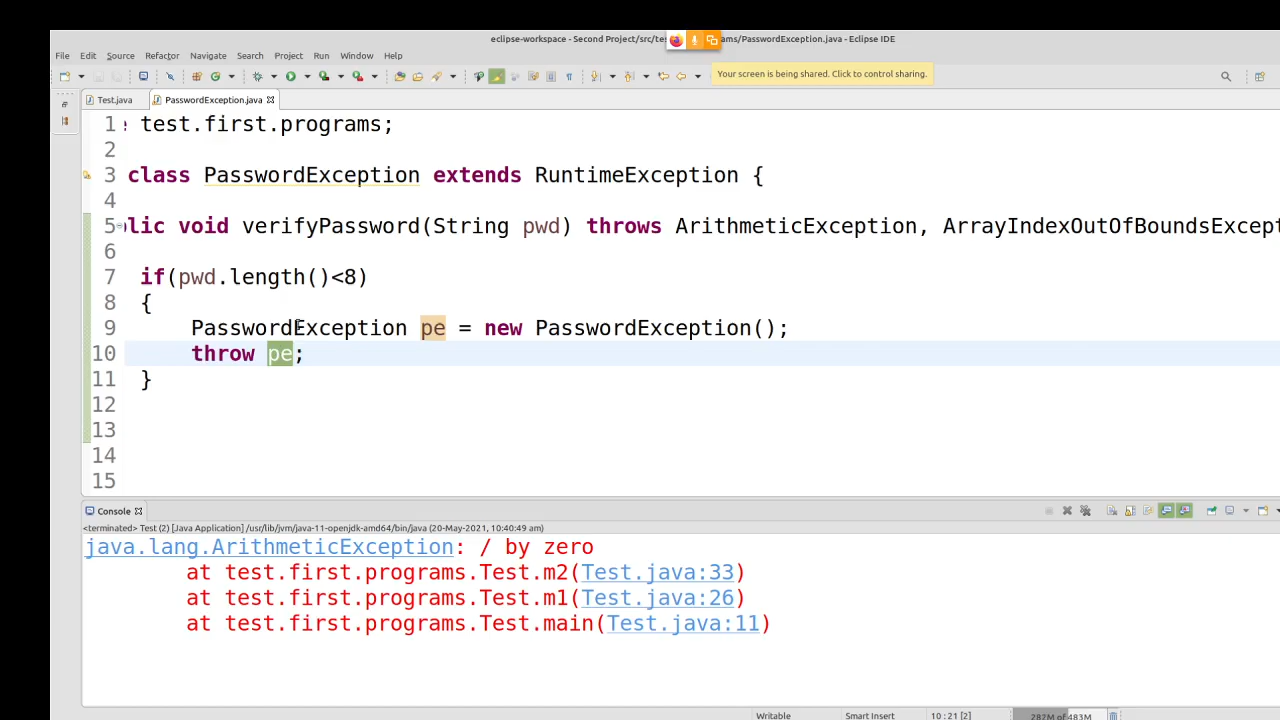 eclipse-workspace - Second Project/src/tes ams/PasswordException.java - Eclipse IDE
File Edit Source Refactor Navigate Search Project Run Window Help
Your screen is being shared. Click to control sharing.
Test.java PasswordException.java
1 test.first.programs;
2
3 class PasswordException extends RuntimeException {
4
5 lic void verifyPassword(String pwd) throws ArithmeticException, ArrayIndexOutOfBoundsExcept
6
7 if(pwd.length()<8)
8 {
9 PasswordException pe = new PasswordException();
10 throw pe;
11 }
12
13
14
15
Console
<terminated> Test (2) [Java Application] /usr/lib/jvm/java-11-openjdk-amd64/bin/java (20-May-2021, 10:40:49 am)
java.lang.ArithmeticException: / by zero
at test.first.programs.Test.m2(Test.java:33)
at test.first.programs.Test.m1(Test.java:26)
at test.first.programs.Test.main(Test.java:11)
Writable Smart Insert 10 : 21 [2] 282M of 483M